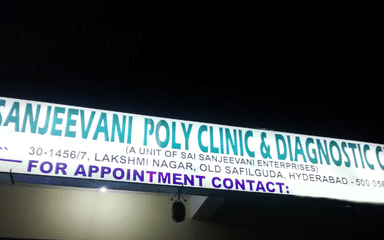 SANJEEVANI POLY CLINIC & DIAGNOSTIC C
(A UNIT OF SAI SANJEEVANI ENTERPRISES)
30-1456/7, LAKSHMI NAGAR, OLD SAFILGUDA, HYDERABAD - 500 05
FOR APPOINTMENT CONTACT: